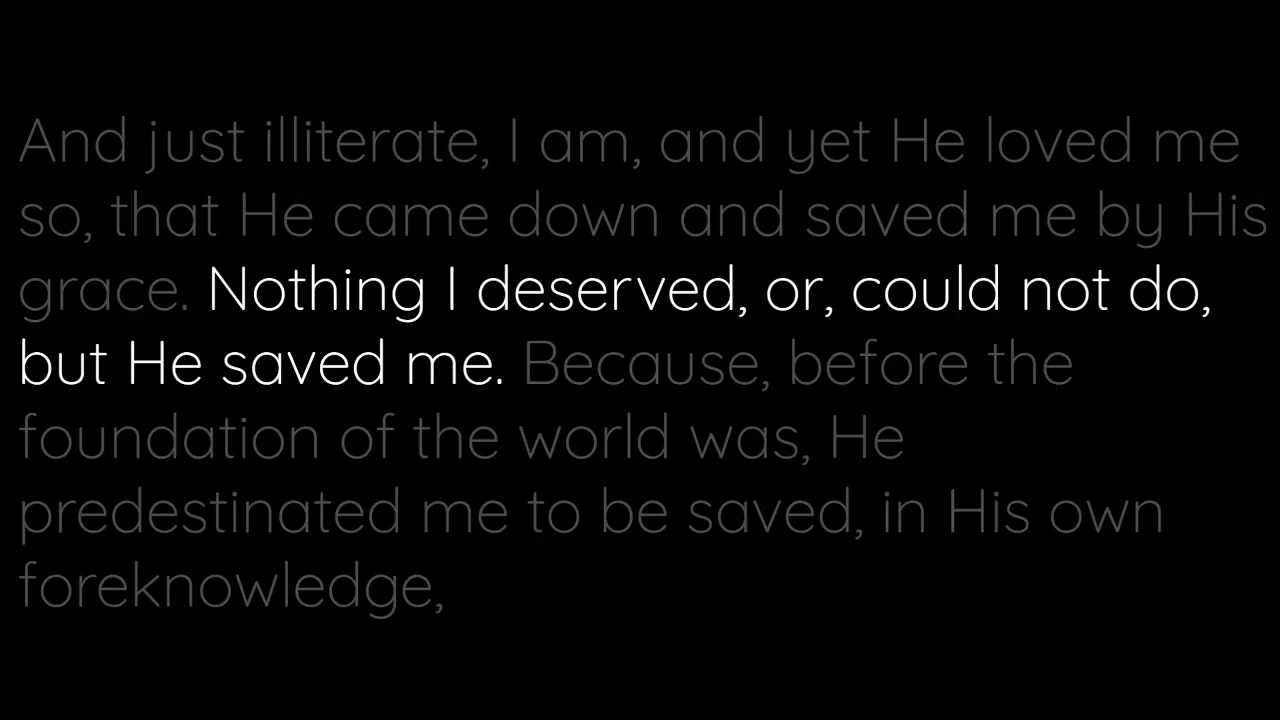 And just illiterate, I am, and yet He loved me
so, that He came down and saved me by His
grace. Nothing I deserved, or, could not do,
but He saved me. Because, before the
foundation of the world was, He
predestinated me to be saved, in His own
foreknowledge,